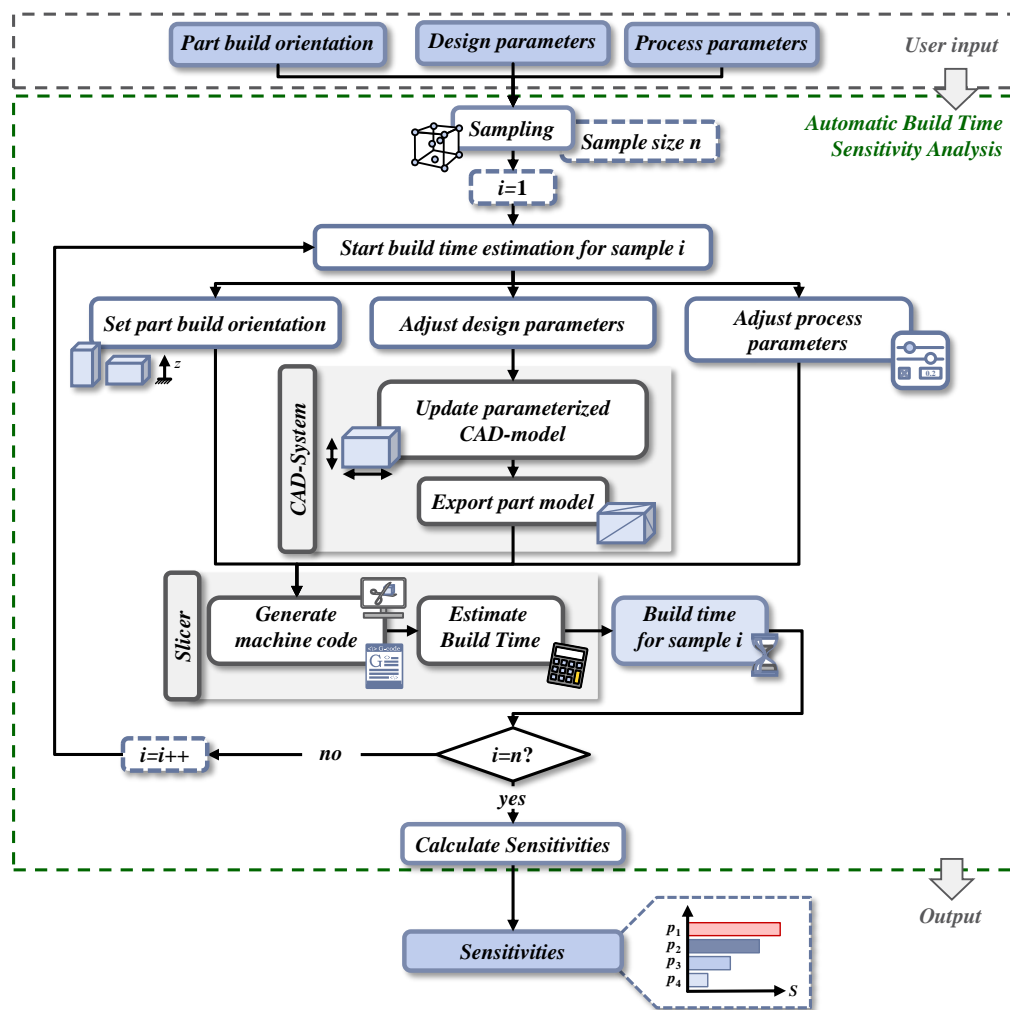 Part build orientation
Design parameters
Process parameters
User input
Automatic Build Time
Sensitivity Analysis
Sampling
Sample size n
i=1
Start build time estimation for sample i
Set part build orientation
Adjust design parameters
Adjust process
parameters
z
0.2
CAD-System
Update parameterized
CAD-model
Export part model
Slicer
Generate
machine code
<> G-code
G
Estimate
Build Time
Build time
for sample i
i=n?
no
i=i++
yes
Calculate Sensitivities
Output
Sensitivities
p1
p2
p3
p4
S